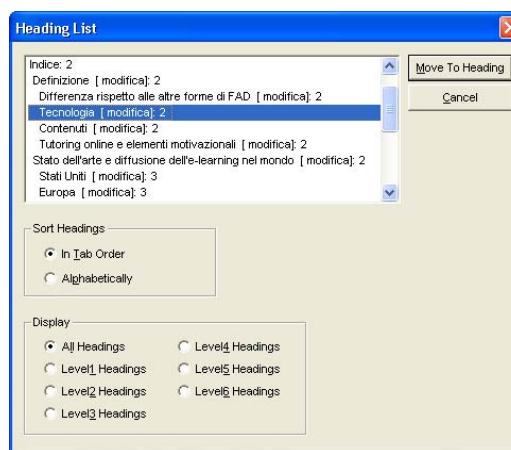 Heading List
Indice: 2
Definizione [ modifica]: 2
Differenza rispetto alle altre forme di FAD [ modifica]: 2
Tecnologia [ modifica]: 2
Contenuti [ modifica]: 2
Tutoring online e elementi motivazionali [ modifica]: 2
Stato dell'arte e diffusione dell'e-learning nel mondo [ modifica]: 2
Stati Uniti [ modifica]: 3
Europa [ modifica]: 3
Move To Heading
Cancel
Sort Headings
In Tab Order
Alphabetically
Display
All Headings
Level1 Headings
Level2 Headings
Level3 Headings
Level4 Headings
Level5 Headings
Level6 Headings